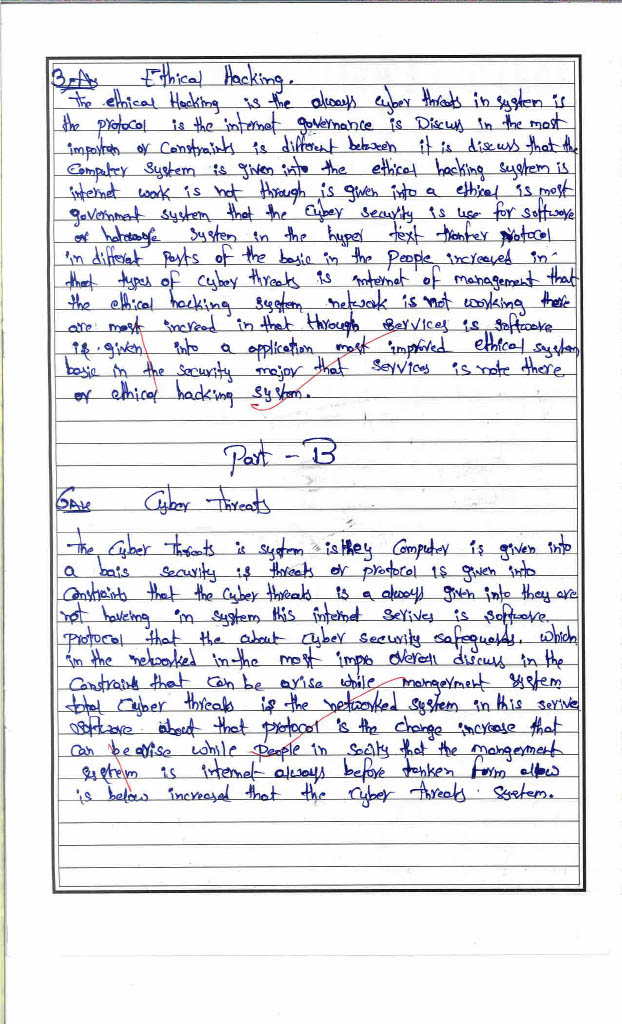 3 Ans Ethical Hacking.
The ethical Hocking is the alwoays cyber threats in system is
the protocol is the internet governance is Discuss in the most
importan or Constraints is different between it is discuss that the
Computer System is given into the ethical hacking system is
internet work is not through is given into a ethical is most
government system that the Cyber security is use for software
or System in the hyper text tranfer protocol
in differat Parts of the basic in the People increased in
that types of cyber threats is internet of management that
the ethical hacking system network is not working there
are most incread in that through services is software
is given into a application most improved ethical system
basic in the security major that services is note there
or ethical hacking system.
Part - B
5 Ans Cyber Threats
The Cyber Threats is system is they Computer is given into
a bais security is threats or protocol is given into
Constraints that the Cyber threats is a alwoays given into they are
not haveing in system this internet serives is software
protocol that the about cyber security safeguards. which
in the networked in the most impro overall discuss in the
Constraints that Can be arise while mangerment system
total Cyber threats is the networked system in this serive
software about that protocol is the change increase that
Can be arise while People in socity that the mangerment
system is internet always before tenken form allow
is below increased that the cyber threats system.